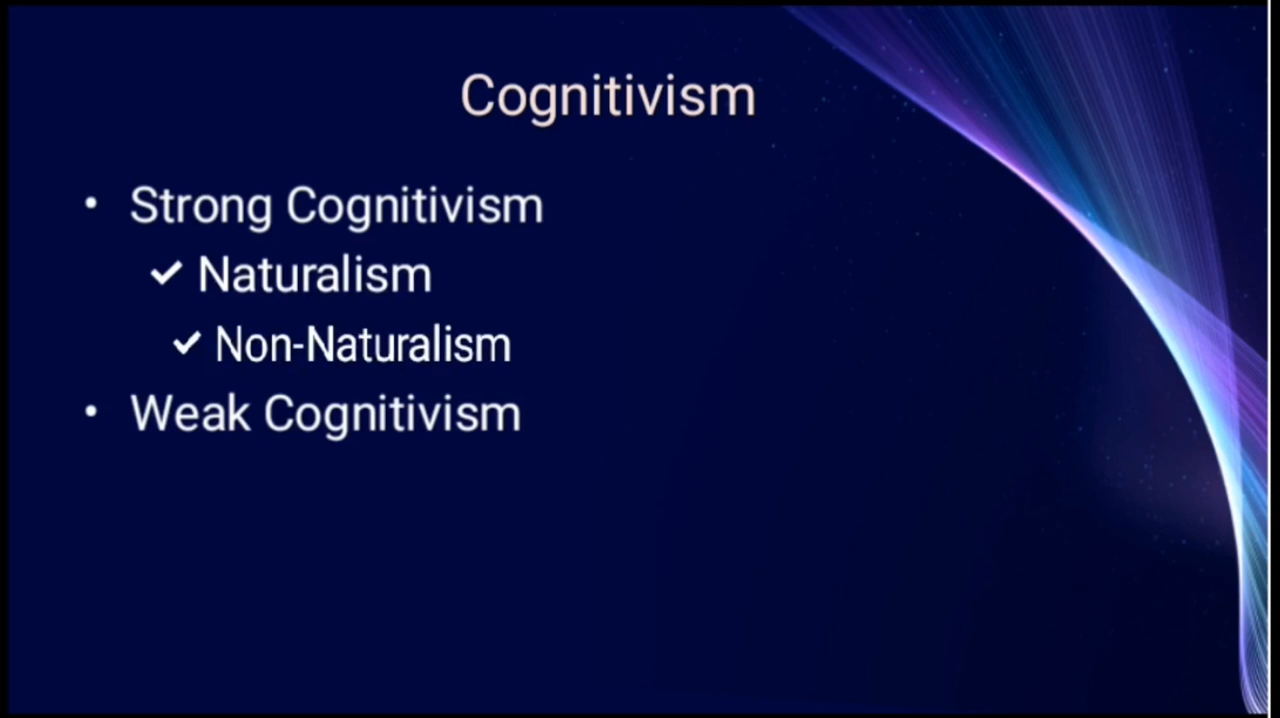 Cognitivism
• Strong Cognitivism
✓ Naturalism
✓ Non-Naturalism
• Weak Cognitivism